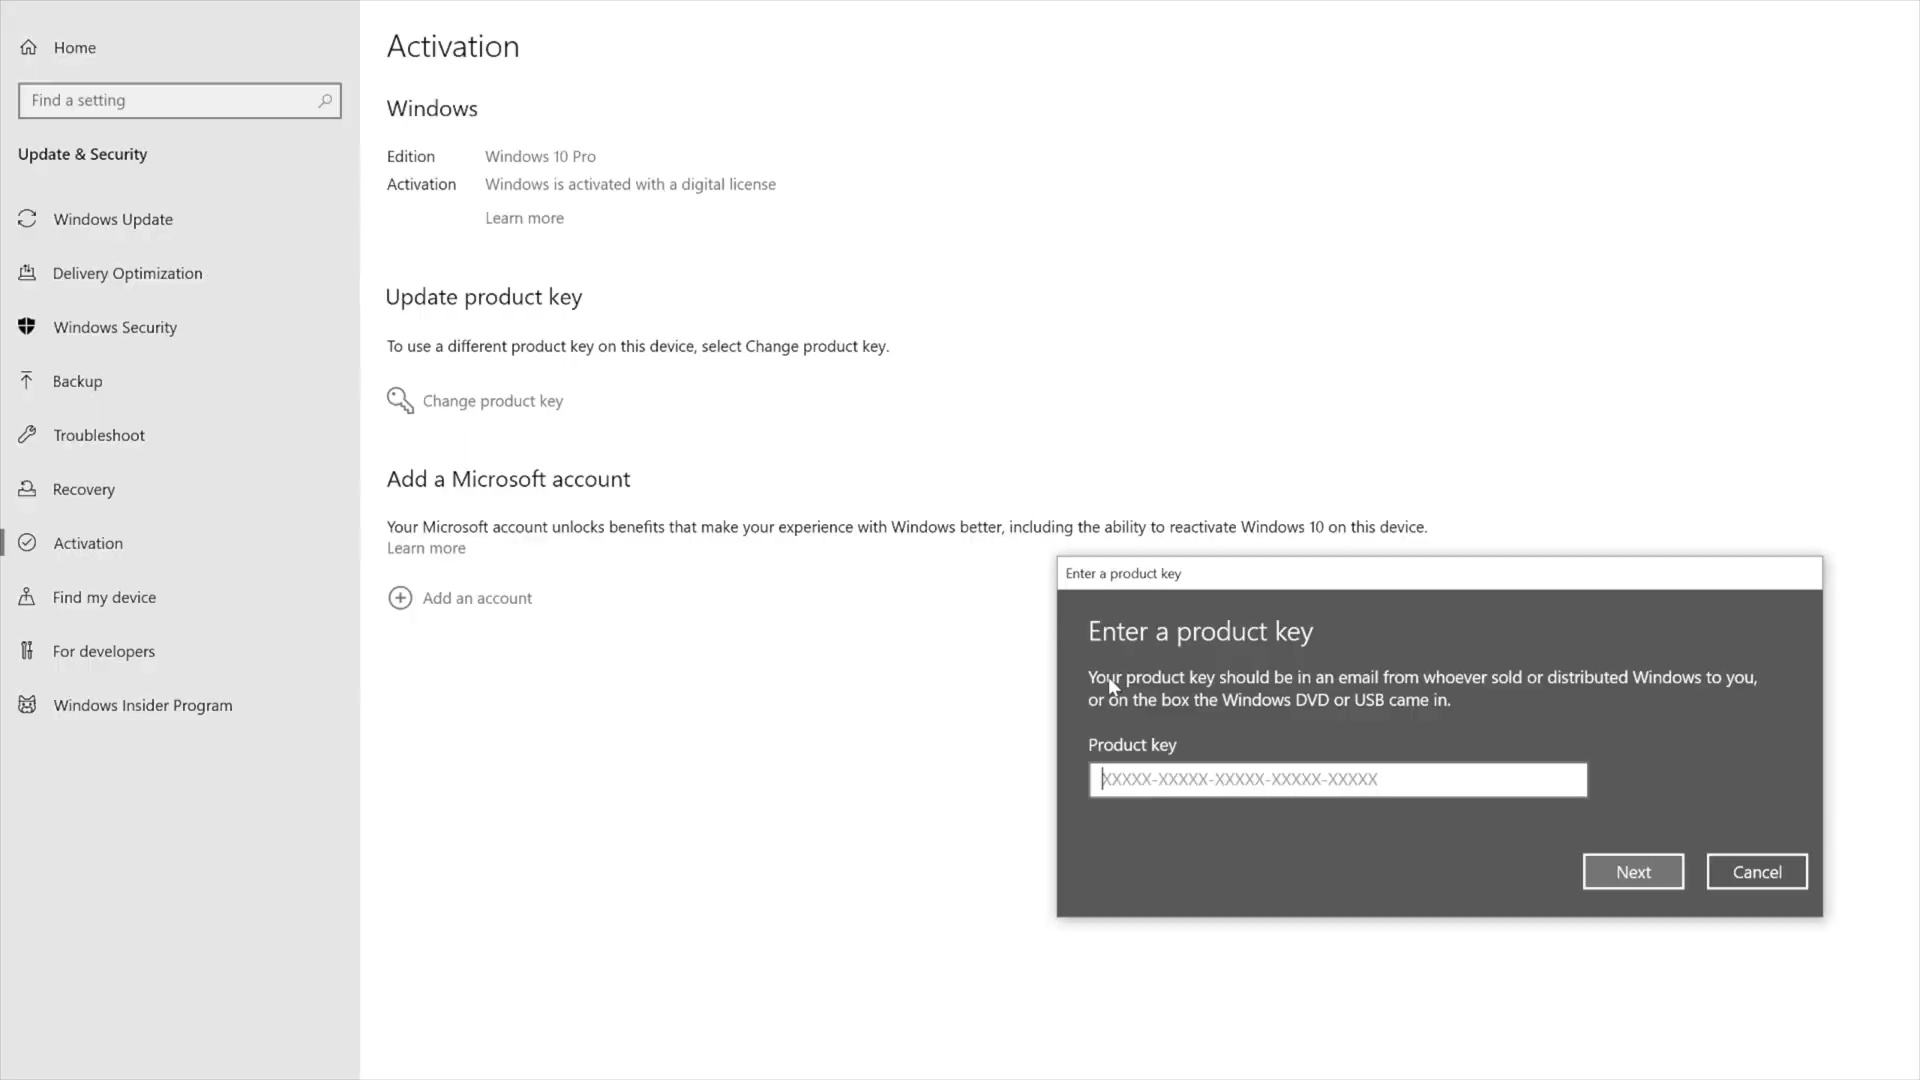 Home
Find a setting
Update & Security
Windows Update
Delivery Optimization
Windows Security
Backup
Troubleshoot
Recovery
Activation
Find my device
For developers
Windows Insider Program
Activation
Windows
Edition Windows 10 Pro
Activation Windows is activated with a digital license
Learn more
Update product key
To use a different product key on this device, select Change product key.
Change product key
Add a Microsoft account
Your Microsoft account unlocks benefits that make your experience with Windows better, including the ability to reactivate Windows 10 on this device.
Learn more
Add an account
Enter a product key
Enter a product key
Your product key should be in an email from whoever sold or distributed Windows to you,
or on the box the Windows DVD or USB came in.
Product key
XXXXX-XXXXX-XXXXX-XXXXX-XXXXX
Next Cancel